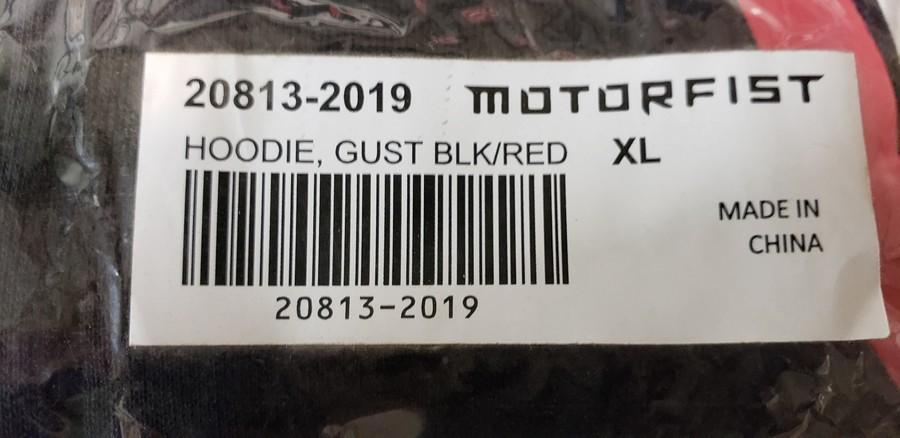 20813-2019 MOTORFIST
HOODIE, GUST BLK/RED XL
MADE IN
CHINA
20813-2019